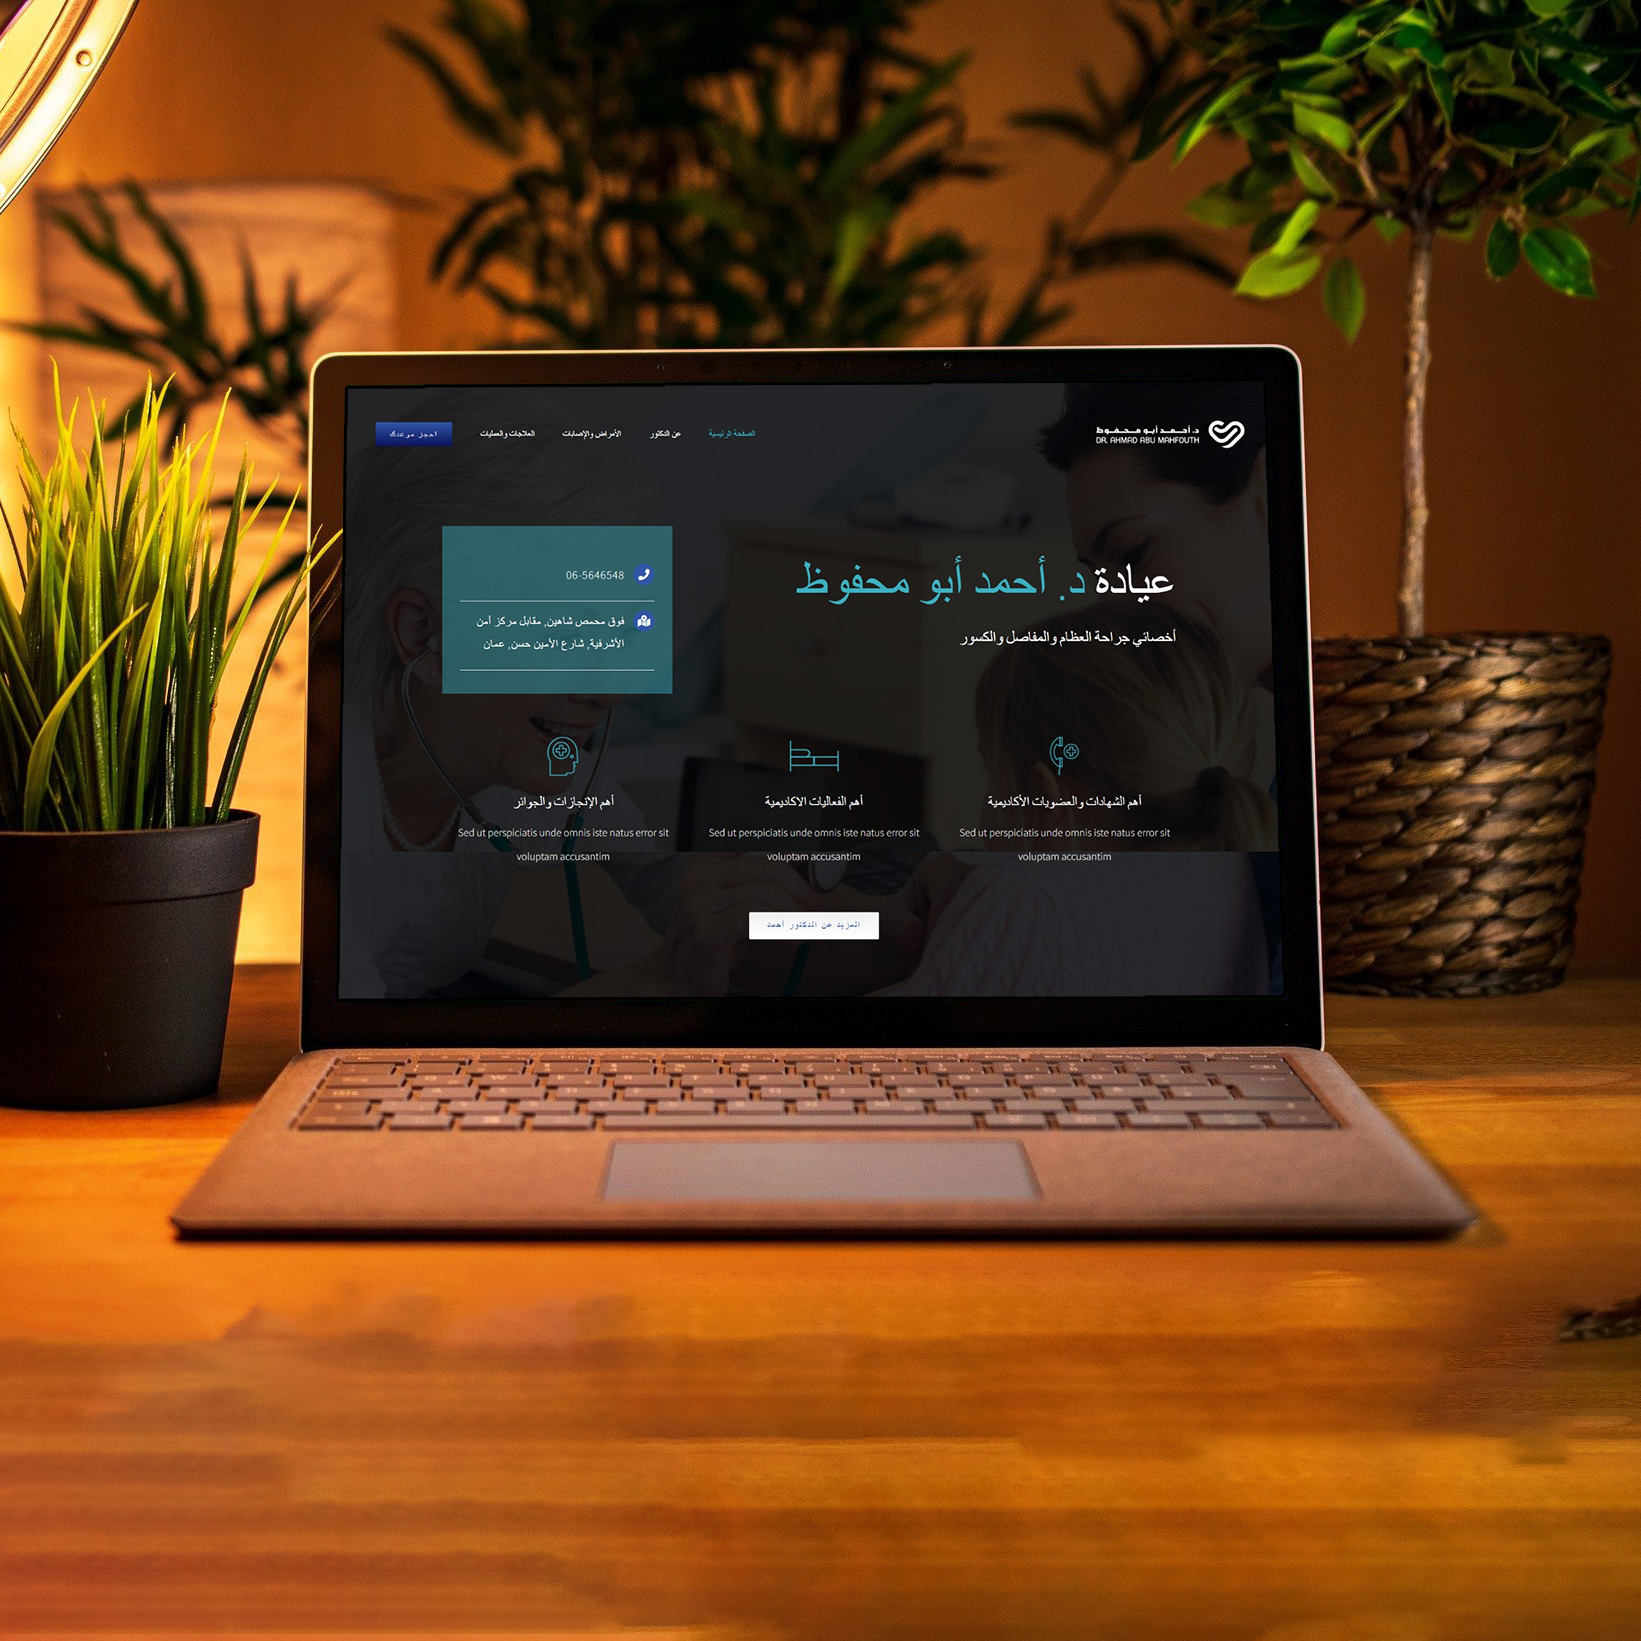 د. أحمد أبو محفوظ
DR. AHMAD ABU MAHFOUTH
الصفحة الرئيسية
عن الدكتور
الأمراض والإصابات
العلاجات والعمليات
احجز موعدك
عيادة د. أحمد أبو محفوظ
أخصائي جراحة العظام والمفاصل والكسور
06-5646548
فوق محمص شاهين, مقابل مركز أمن
الأشرفية, شارع الأمين حسن, عمان
أهم الشهادات والعضويات الأكاديمية
Sed ut perspiciatis unde omnis iste natus error sit
voluptam accusantim
أهم الفعاليات الاكاديمية
Sed ut perspiciatis unde omnis iste natus error sit
voluptam accusantim
أهم الإنجازات والجوائز
Sed ut perspiciatis unde omnis iste natus error sit
voluptam accusantim
المزيد عن الدكتور أحمد